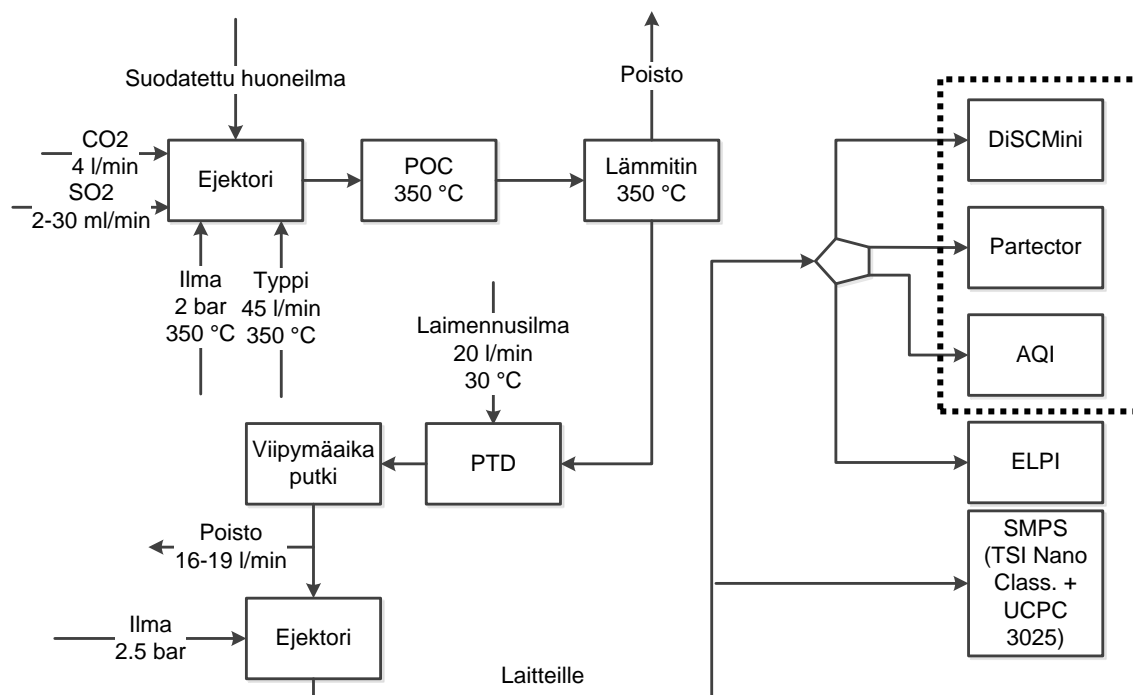 Suodatettu huoneilma
Poisto
CO2
4 l/min
SO2
2-30 ml/min
Ejektori
POC
350 °C
Lämmitin
350 °C
DiSCMini
Ilma
2 bar
350 °C
Typpi
45 l/min
350 °C
Partector
Laimennusilma
20 l/min
30 °C
AQI
Viipymäaika
putki
PTD
ELPI
Poisto
16-19 l/min
SMPS
(TSI Nano
Class. +
UCPC
3025)
Ilma
2.5 bar
Ejektori
Laitteille